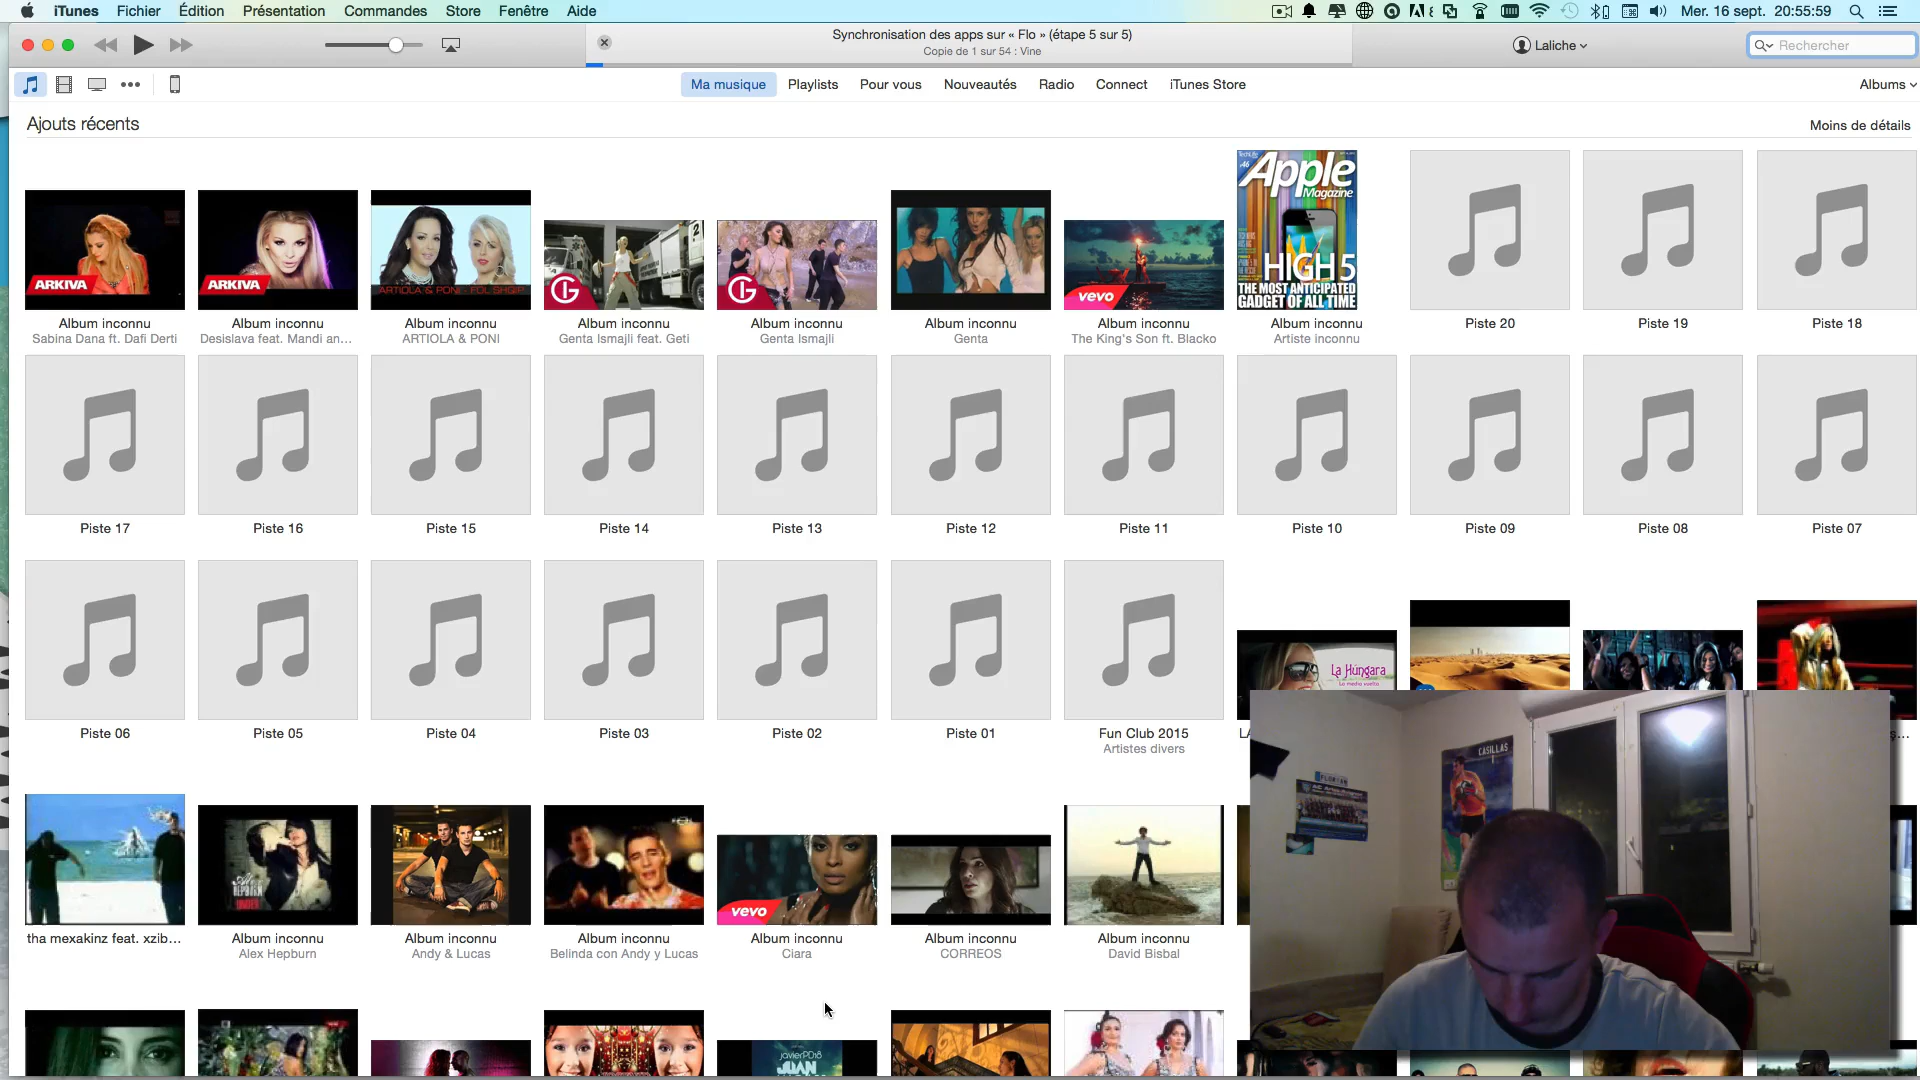 iTunes Fichier Édition Présentation Commandes Store Fenêtre Aide
Mer. 16 sept. 20:55:59
Synchronisation des apps sur « Flo » (étape 5 sur 5)
Copie de 1 sur 54 : Vine
Laliche
Rechercher
Ma musique Playlists Pour vous Nouveautés Radio Connect iTunes Store
Albums
Ajouts récents
Moins de détails
ARKIVA
ARKIVA
ARTIOLA & PONI - FOL SHQIP
vevo
Apple
Magazine
HIGH 5
THE MOST ANTICIPATED
GADGET OF ALL TIME
Album inconnu Album inconnu Album inconnu Album inconnu Album inconnu Album inconnu Album inconnu Album inconnu Piste 20 Piste 19 Piste 18
Sabina Dana ft. Dafi Derti Desislava feat. Mandi an... ARTIOLA & PONI Genta Ismajli feat. Geti Genta Ismajli Genta The King's Son ft. Blacko Artiste inconnu
Piste 17 Piste 16 Piste 15 Piste 14 Piste 13 Piste 12 Piste 11 Piste 10 Piste 09 Piste 08 Piste 07
La Húngara
Piste 06 Piste 05 Piste 04 Piste 03 Piste 02 Piste 01 Fun Club 2015
Artistes divers
CASILLAS
vevo
tha mexakinz feat. xzib... Album inconnu Album inconnu Album inconnu Album inconnu Album inconnu Album inconnu
Alex Hepburn Andy & Lucas Belinda con Andy y Lucas Ciara CORREOS David Bisbal
javierPD18
JUAN